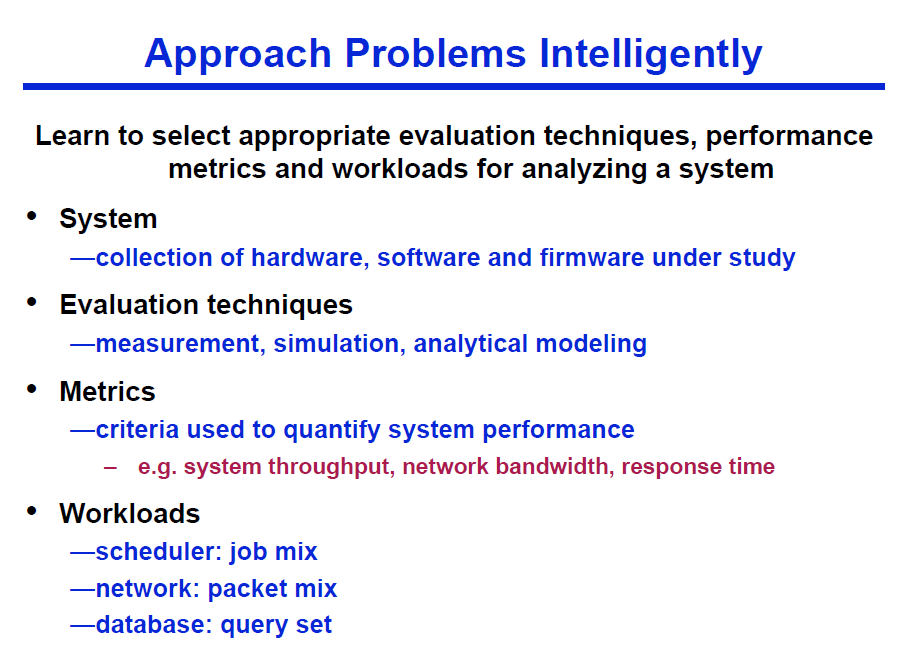 Approach Problems Intelligently
Learn to select appropriate evaluation techniques, performance
metrics and workloads for analyzing a system
• System
—collection of hardware, software and firmware under study
• Evaluation techniques
—measurement, simulation, analytical modeling
• Metrics
—criteria used to quantify system performance
– e.g. system throughput, network bandwidth, response time
• Workloads
—scheduler: job mix
—network: packet mix
—database: query set